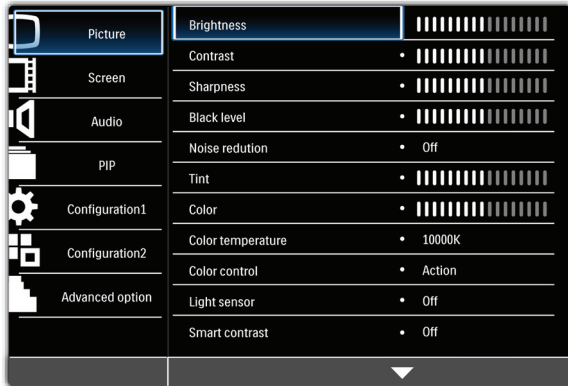 Picture
Screen
Audio
PIP
Configuration1
Configuration2
Advanced option
Brightness
Contrast •
Sharpness •
Black level •
Noise redution • Off
Tint •
Color •
Color temperature • 10000K
Color control • Action
Light sensor • Off
Smart contrast • Off